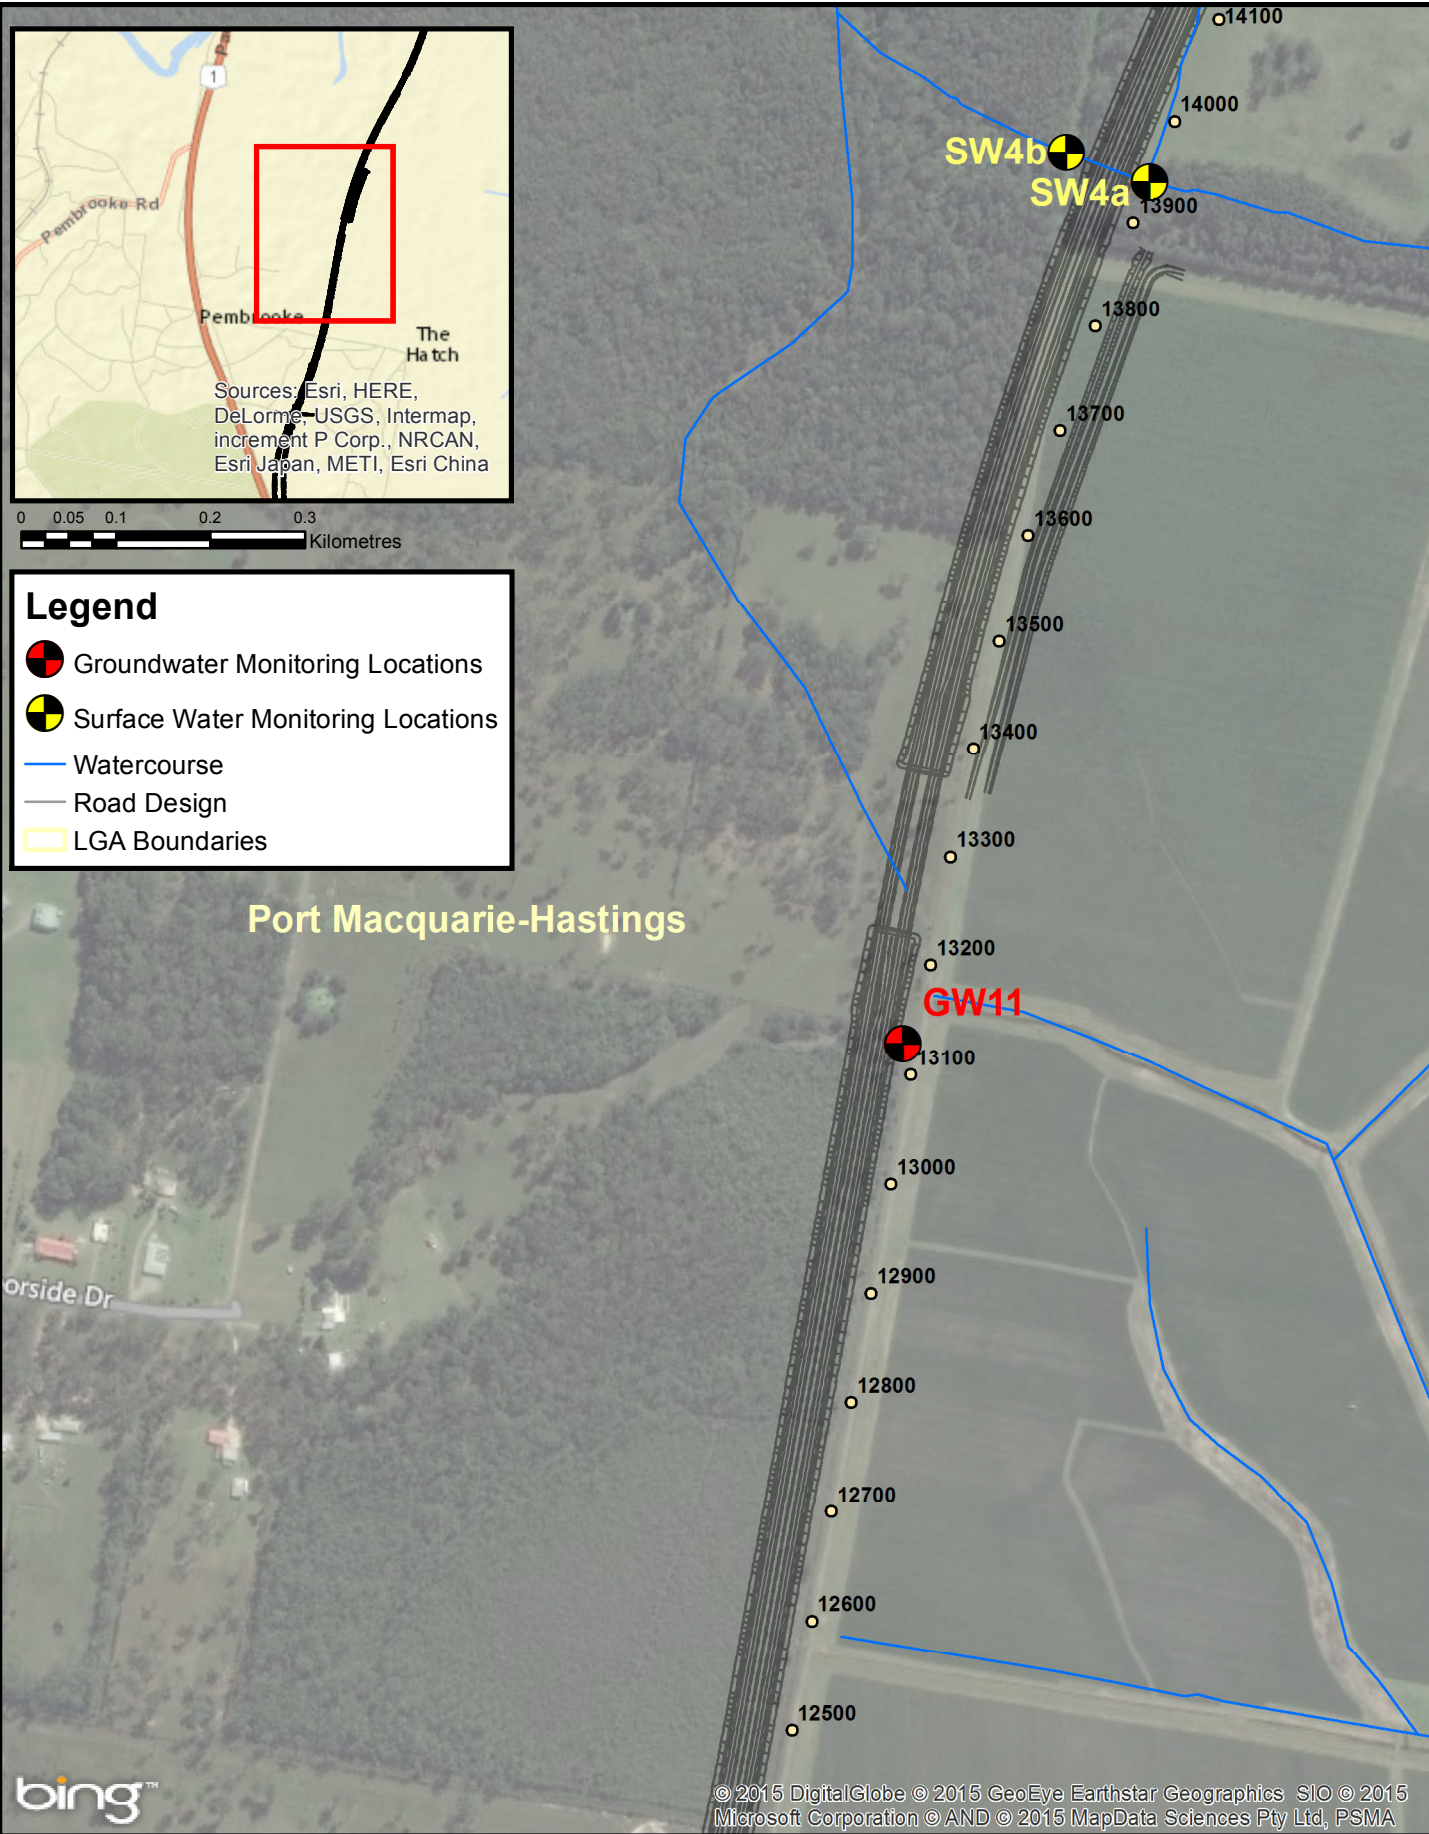 1
Pembrooke Rd
Pembrooke
The
Hatch
Sources: Esri, HERE,
DeLorme, USGS, Intermap,
increment P Corp., NRCAN,
Esri Japan, METI, Esri China
0 0.05 0.1 0.2 0.3
Kilometres
Legend
Groundwater Monitoring Locations
Surface Water Monitoring Locations
Watercourse
Road Design
LGA Boundaries
14100
14000
SW4b
SW4a
13900
13800
13700
13600
13500
13400
13300
Port Macquarie-Hastings
13200
GW11
13100
13000
12900
orside Dr
12800
12700
12600
12500
bing™
© 2015 DigitalGlobe © 2015 GeoEye Earthstar Geographics SIO © 2015
Microsoft Corporation © AND © 2015 MapData Sciences Pty Ltd, PSMA